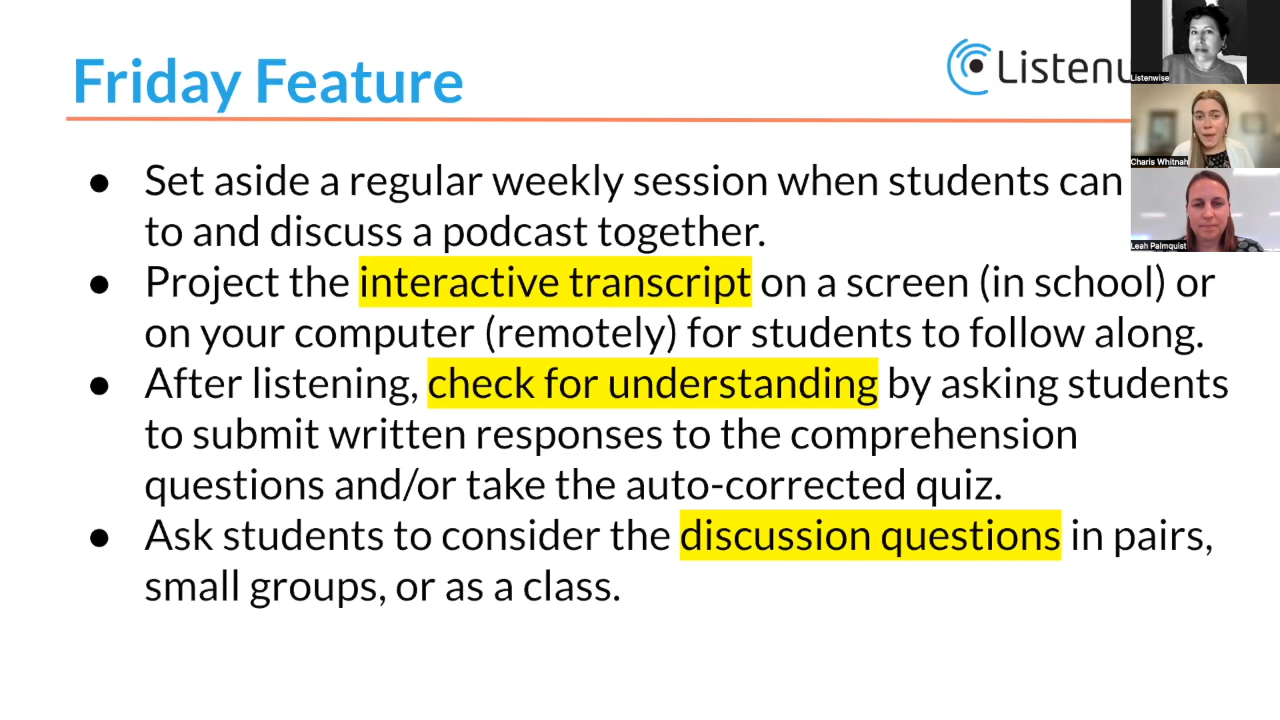 Friday Feature
Listenw
Listenwise
Charis Whitnah
Leah Palmquist
● Set aside a regular weekly session when students can
to and discuss a podcast together.
● Project the interactive transcript on a screen (in school) or
on your computer (remotely) for students to follow along.
● After listening, check for understanding by asking students
to submit written responses to the comprehension
questions and/or take the auto-corrected quiz.
● Ask students to consider the discussion questions in pairs,
small groups, or as a class.